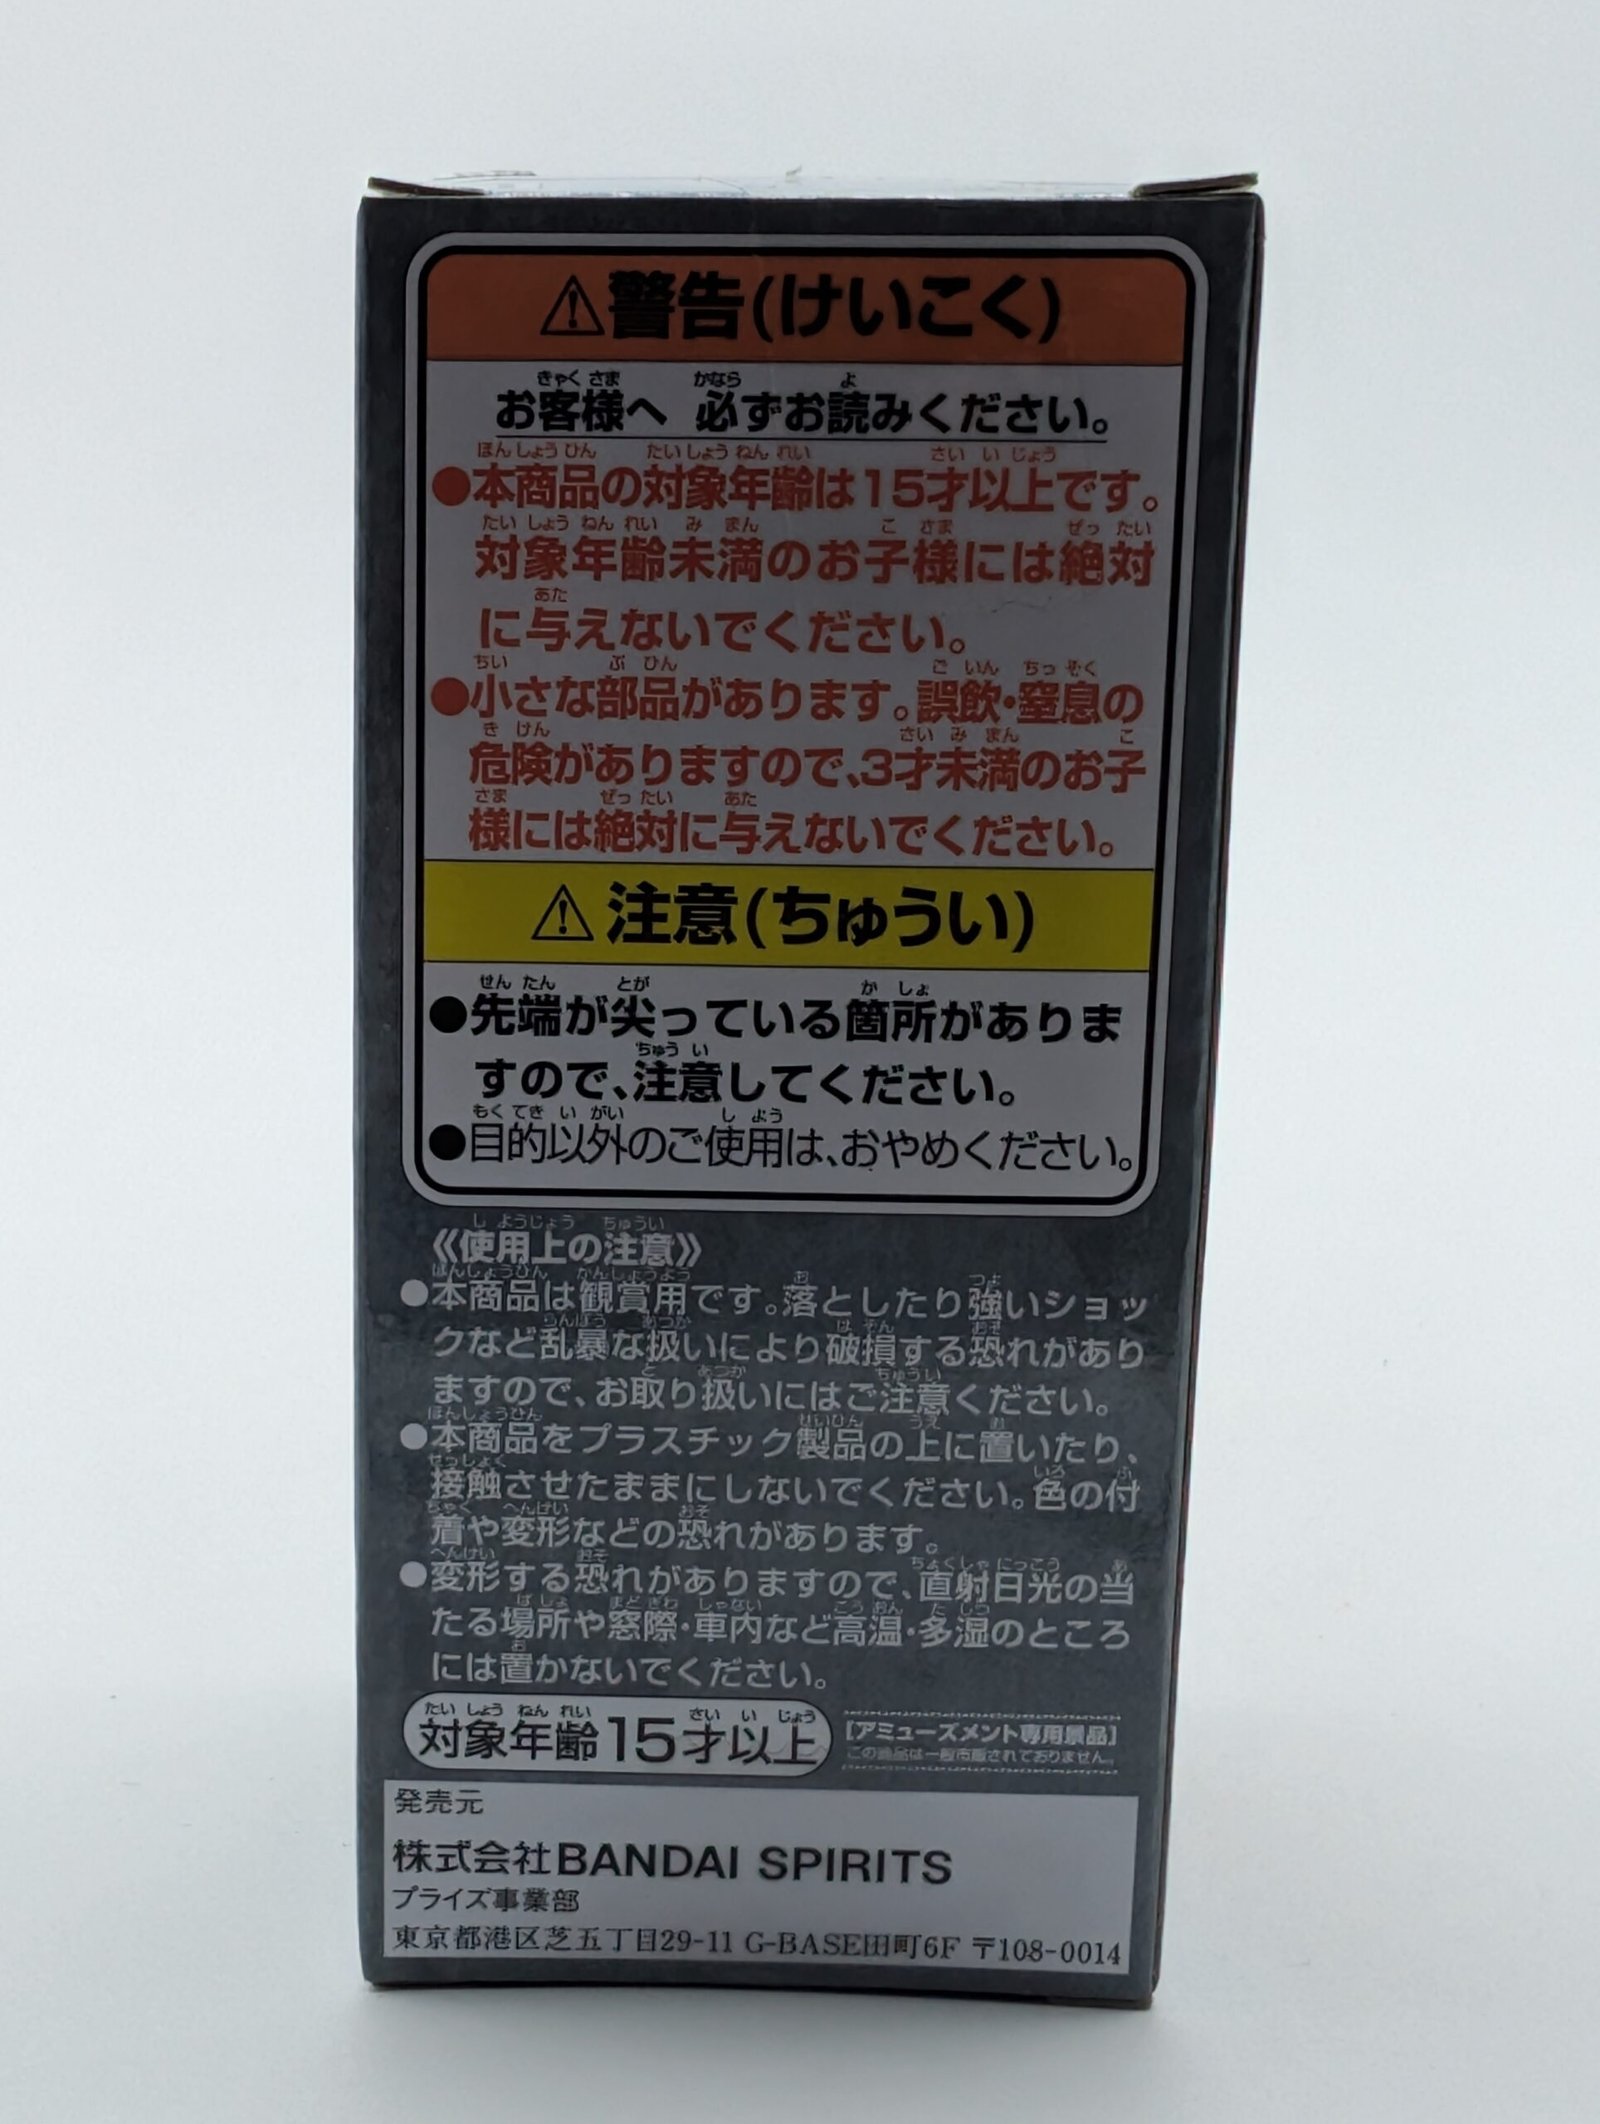 ⚠警告(けいこく)
お客様へ 必ずお読みください。
●本商品の対象年齢は15才以上です。
対象年齢未満のお子様には絶対
に与えないでください。
●小さな部品があります。誤飲・窒息の
危険がありますので、3才未満のお子
様には絶対に与えないでください。
⚠注意(ちゅうい)
●先端が尖っている箇所がありま
すので、注意してください。
●目的以外のご使用は、おやめください。
《使用上の注意》
●本商品は観賞用です。落としたり強いショッ
クなど乱暴な扱いにより破損する恐れがあり
ますので、お取り扱いにはご注意ください。
●本商品をプラスチック製品の上に置いたり、
接触させたままにしないでください。色の付
着や変形などの恐れがあります。
●変形する恐れがありますので、直射日光の当
たる場所や窓際・車内など高温・多湿のところ
には置かないでください。
対象年齢15才以上
[アミューズメント専用景品]
この商品は一般市販されておりません。
発売元
株式会社BANDAI SPIRITS
プライズ事業部
東京都港区芝五丁目29-11 G-BASE田町6F 〒108-0014